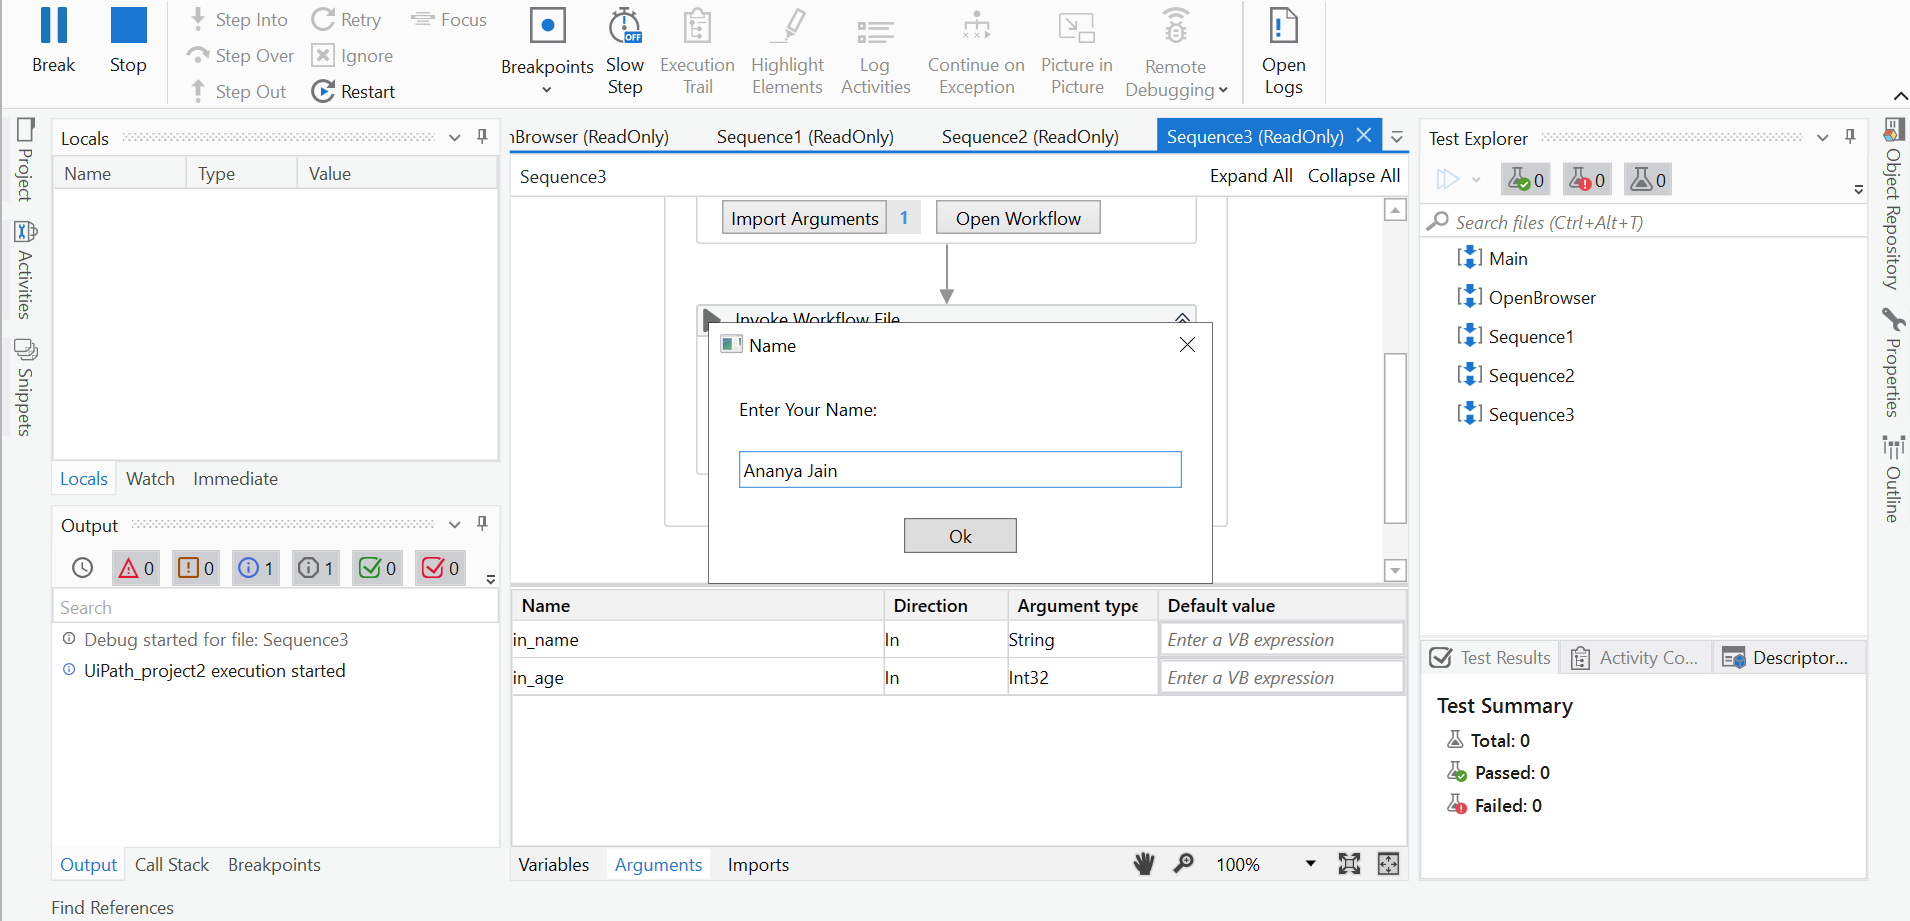 Break
Stop
Step Into
Step Over
Step Out
Retry
Ignore
Restart
Focus
Breakpoints
Slow
Step
OFF
Execution
Trail
Highlight
Elements
Log
Activities
Continue on
Exception
Picture in
Picture
Remote
Debugging
Open
Logs
Project
Activities
Snippets
Locals
Name Type Value
Locals Watch Immediate
Output
0 0 1 1 0 0
Search
Debug started for file: Sequence3
UiPath_project2 execution started
Output Call Stack Breakpoints
Find References
nBrowser (ReadOnly) Sequence1 (ReadOnly) Sequence2 (ReadOnly) Sequence3 (ReadOnly)
Sequence3 Expand All Collapse All
Import Arguments 1 Open Workflow
Invoke Workflow File
Name
Enter Your Name:
Ananya Jain
Ok
Name Direction Argument type Default value
in_name In String Enter a VB expression
in_age In Int32 Enter a VB expression
Variables Arguments Imports 100%
Test Explorer
0 0 0
Search files (Ctrl+Alt+T)
Main
OpenBrowser
Sequence1
Sequence2
Sequence3
Test Results Activity Co... Descriptor...
Test Summary
Total: 0
Passed: 0
Failed: 0
Object Repository
Properties
Outline